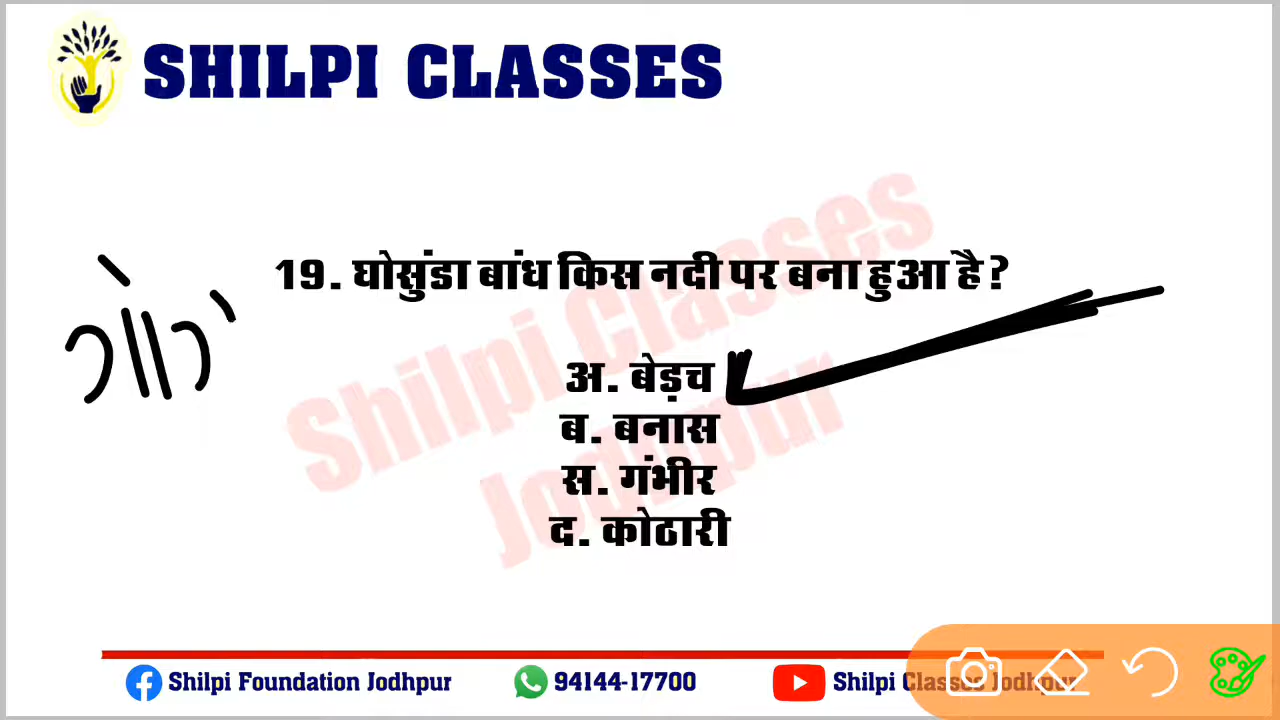 SHILPI CLASSES
19. घोसुंडा बांध किस नदी पर बना हुआ है?
अ. बेड़च
ब. बनास
स. गंभीर
द. कोठारी
Shilpi Classes
Jodhpur
Shilpi Foundation Jodhpur
94144-17700
Shilpi Classes Jodhpur